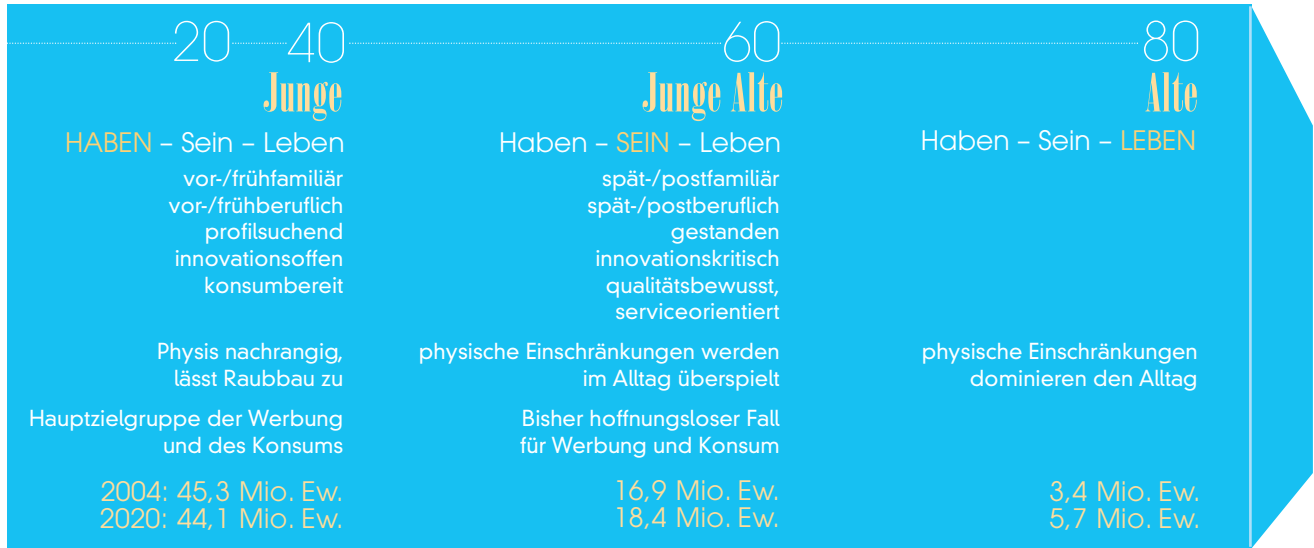 20 40
Junge
HABEN – Sein – Leben
vor-/frühfamiliär
vor-/frühberuflich
profilsuchend
innovationsoffen
konsumbereit
Physis nachrangig,
lässt Raubbau zu
Hauptzielgruppe der Werbung
und des Konsums
2004: 45,3 Mio. Ew.
2020: 44,1 Mio. Ew.
60
Junge Alte
Haben – SEIN – Leben
spät-/postfamiliär
spät-/postberuflich
gestanden
innovationskritisch
qualitätsbewusst,
serviceorientiert
physische Einschränkungen werden
im Alltag überspielt
Bisher hoffnungsloser Fall
für Werbung und Konsum
16,9 Mio. Ew.
18,4 Mio. Ew.
80
Alte
Haben – Sein – LEBEN
physische Einschränkungen
dominieren den Alltag
3,4 Mio. Ew.
5,7 Mio. Ew.